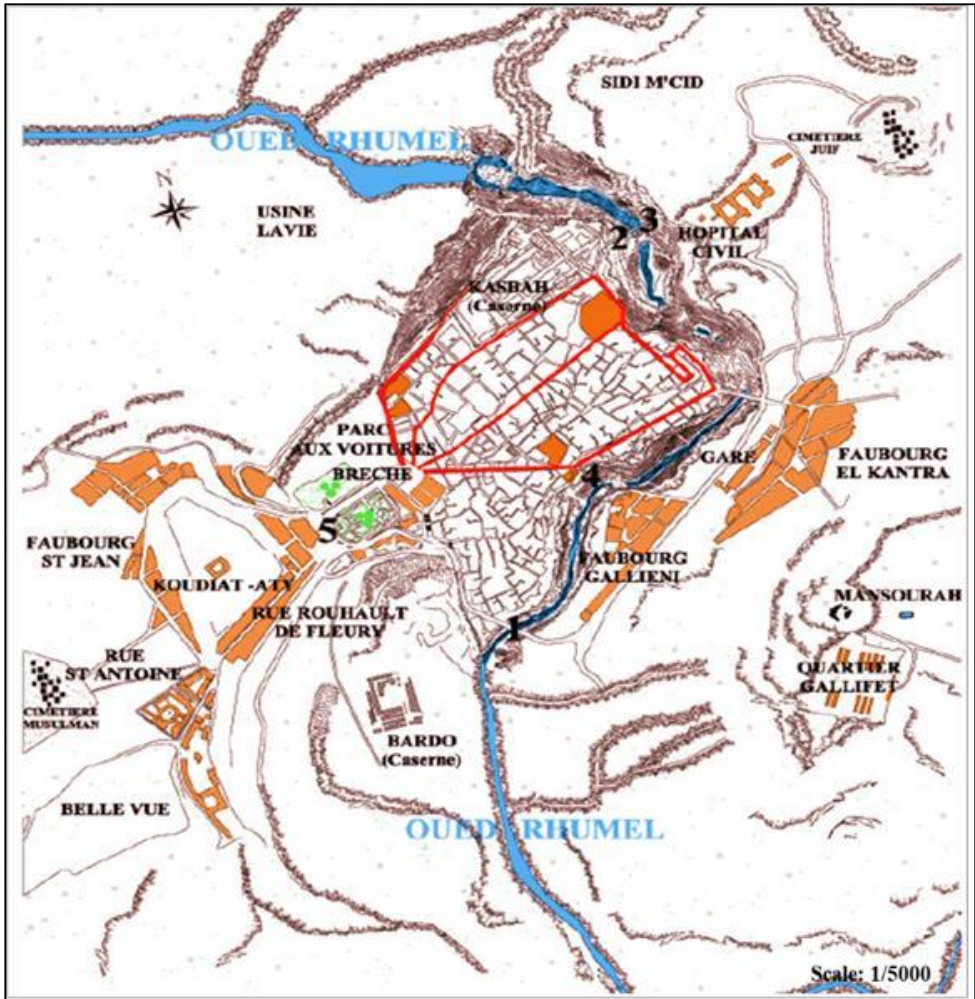 SIDI M'CID
OUED RHUMEL
CIMETIERE
JUIF
N
USINE
LAVIE
3
2
HOPITAL
CIVIL
KASBAH
(Caserne)
PARC
AUX VOITURES
BRECHE
GARE
FAUBOURG
EL KANTRA
4
5
FAUBOURG
ST JEAN
KOUDIAT -ATY
FAUBOURG
GALLIENI
RUE ROUHAULT
DE FLEURY
MANSOURAH
1
RUE
ST ANTOINE
QUARTIER
GALLIFET
CIMETIERE
MUSULMAN
BARDO
(Caserne)
BELLE VUE
OUED RHUMEL
Scale: 1/5000